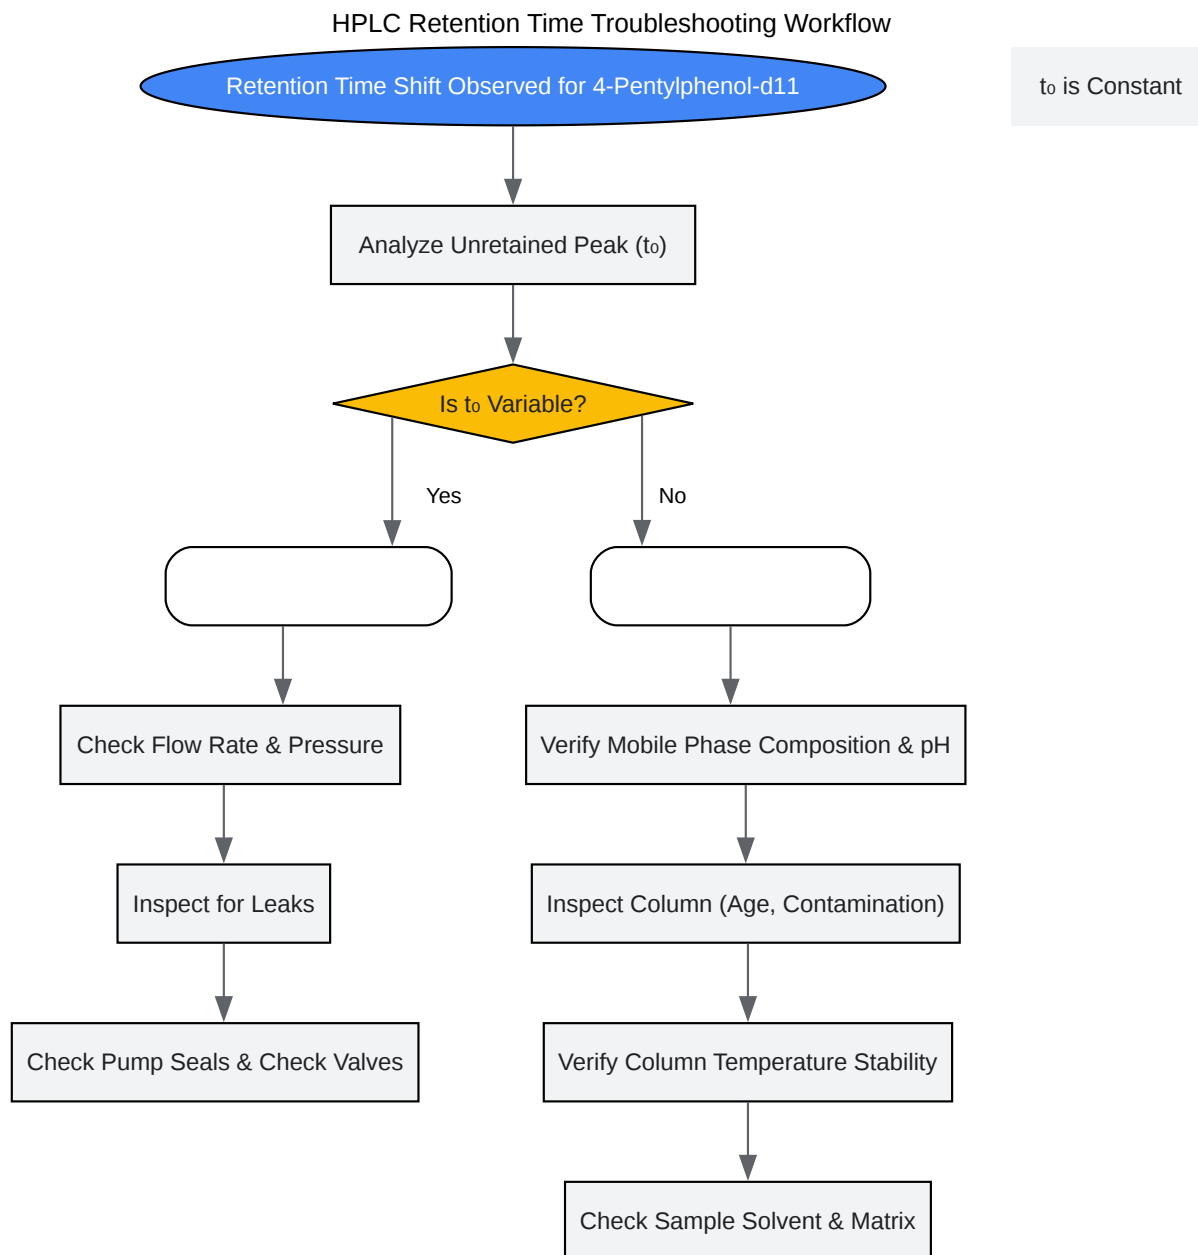 HPLC Retention Time Troubleshooting Workflow
Retention Time Shift Observed for 4-Pentylphenol-d11
t₀ is Constant
Analyze Unretained Peak (t₀)
Is t₀ Variable?
Yes
No
Check Flow Rate & Pressure
Verify Mobile Phase Composition & pH
Inspect for Leaks
Inspect Column (Age, Contamination)
Check Pump Seals & Check Valves
Verify Column Temperature Stability
Check Sample Solvent & Matrix